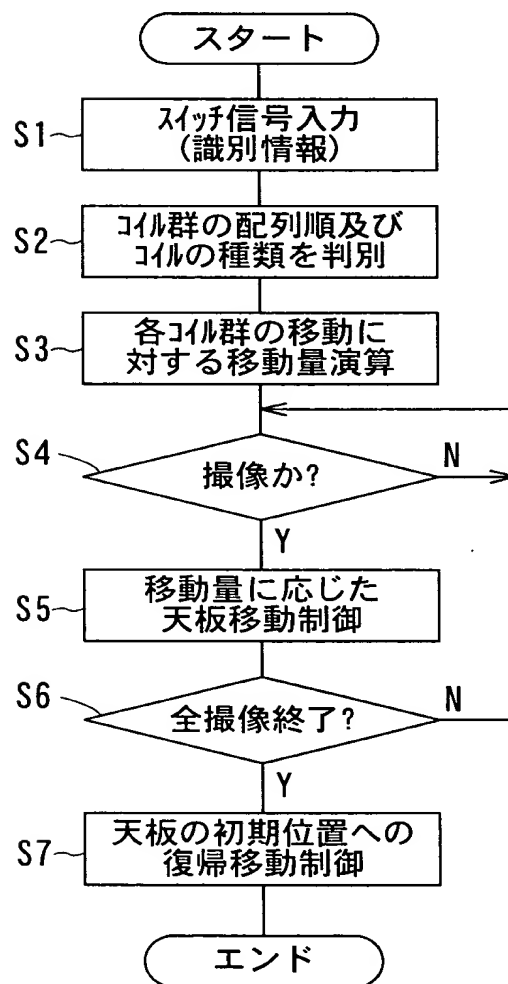 スタート
S1
ｽｲｯﾁ信号入力
(識別情報)
S2
ｺｲﾙ群の配列順及び
ｺｲﾙの種類を判別
S3
各ｺｲﾙ群の移動に
対する移動量演算
S4
撮像か?
N
Y
S5
移動量に応じた
天板移動制御
S6
全撮像終了?
N
Y
S7
天板の初期位置への
復帰移動制御
エンド